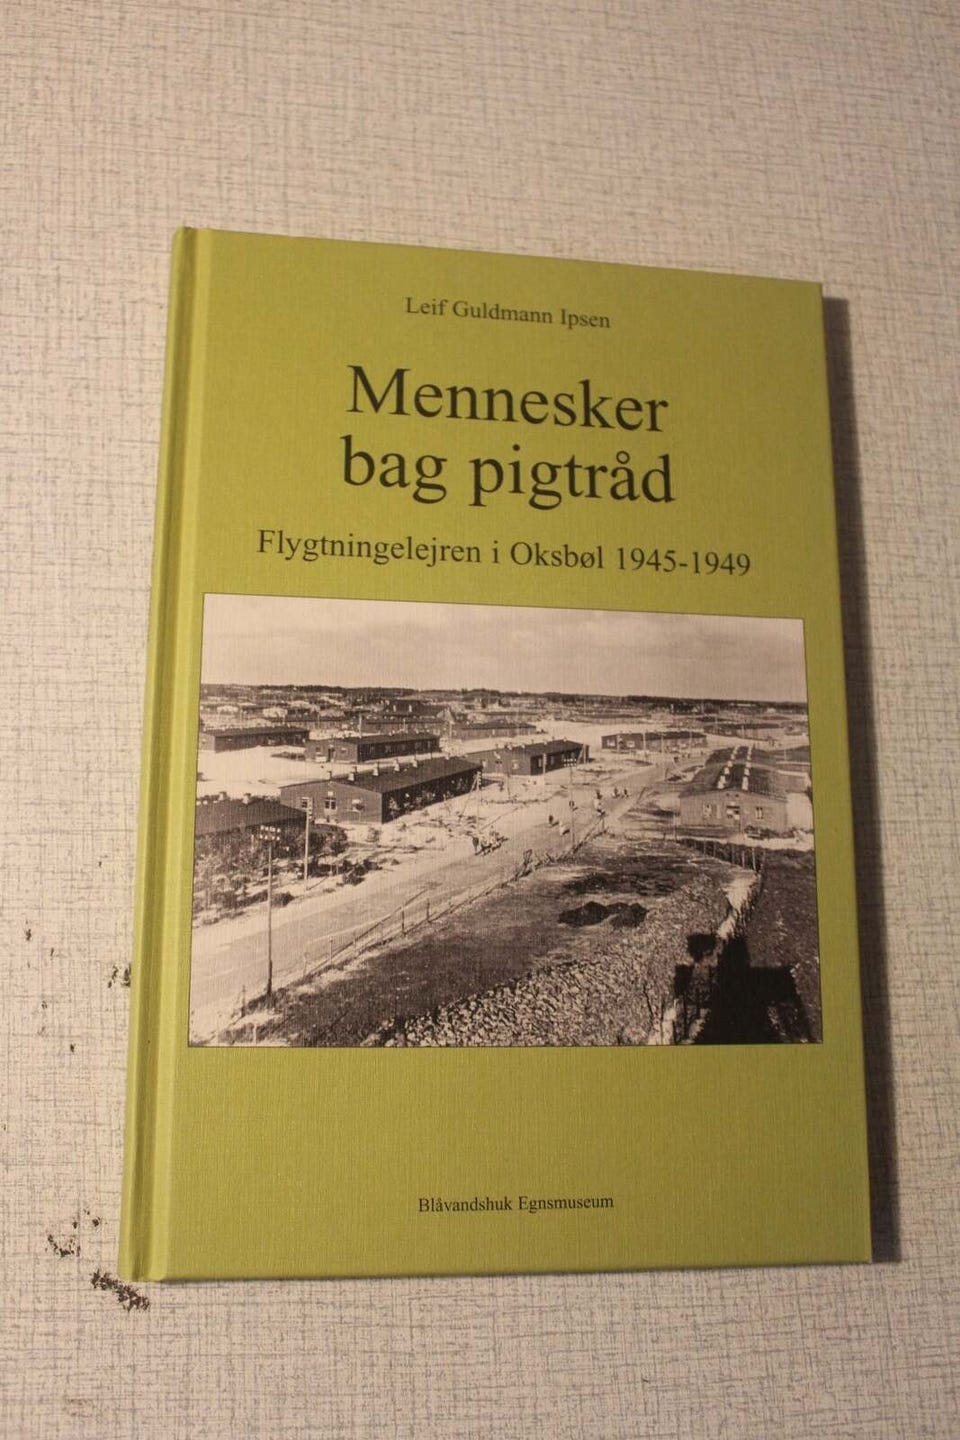 Leif Guldmann Ipsen
Mennesker
bag pigtråd
Flygtningelejren i Oksbøl 1945-1949
Blåvandshuk Egnsmuseum